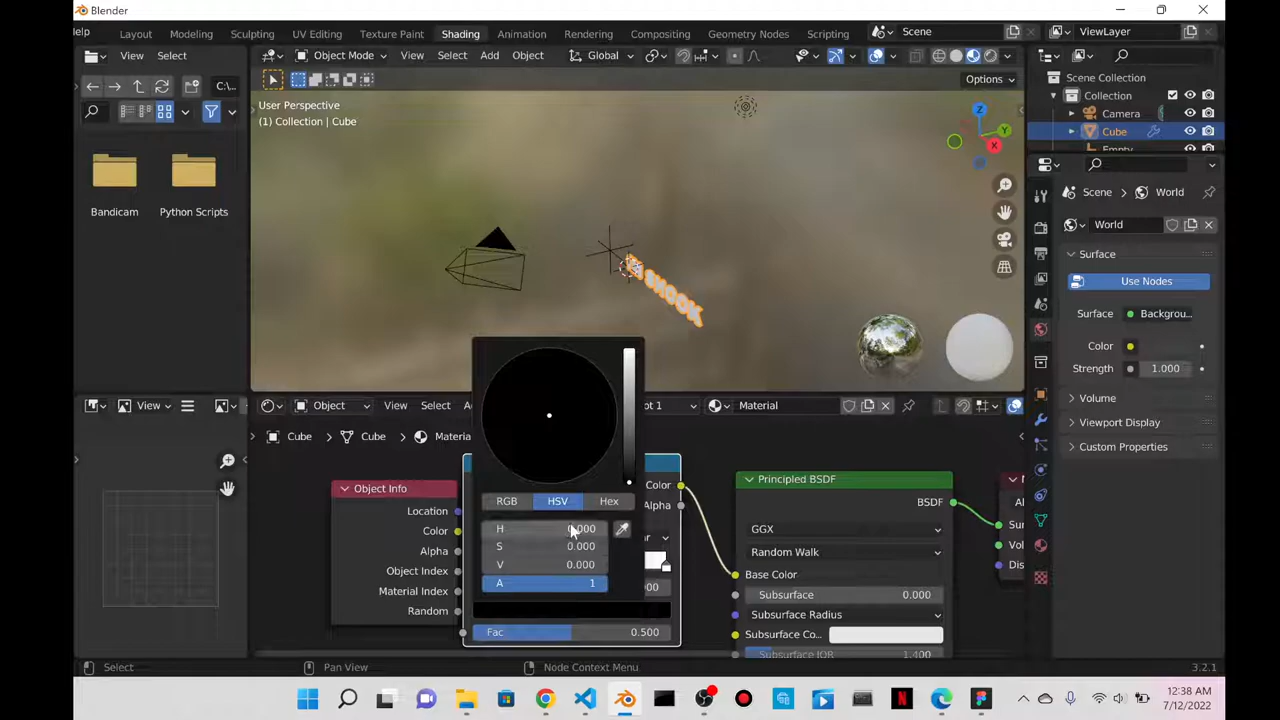 Blender
elp
Layout
Modeling
Sculpting
UV Editing
Texture Paint
Shading
Animation
Rendering
Compositing
Geometry Nodes
Scripting
Scene
ViewLayer
View
Select
Object Mode
View
Select
Add
Object
Global
C:\...
Options
User Perspective
(1) Collection | Cube
Z
Y
X
Scene Collection
Collection
Camera
Cube
Empty
Bandicam
Python Scripts
Scene
World
World
Surface
Use Nodes
Surface
Backgrou...
Color
Strength
1.000
Volume
Viewport Display
Custom Properties
View
Object
View
Select
Material
Cube
Cube
Materia
Object Info
Location
Color
Alpha
Object Index
Material Index
Random
RGB
HSV
Hex
H
0.000
S
0.000
V
0.000
A
1
Fac
0.500
Color
Alpha
Principled BSDF
BSDF
GGX
Random Walk
Base Color
Subsurface
0.000
Subsurface Radius
Subsurface Co...
Subsurface IOR
1.400
Sur
Vol
Dis
Select
Pan View
Node Context Menu
3.2.1
12:38 AM
7/12/2022